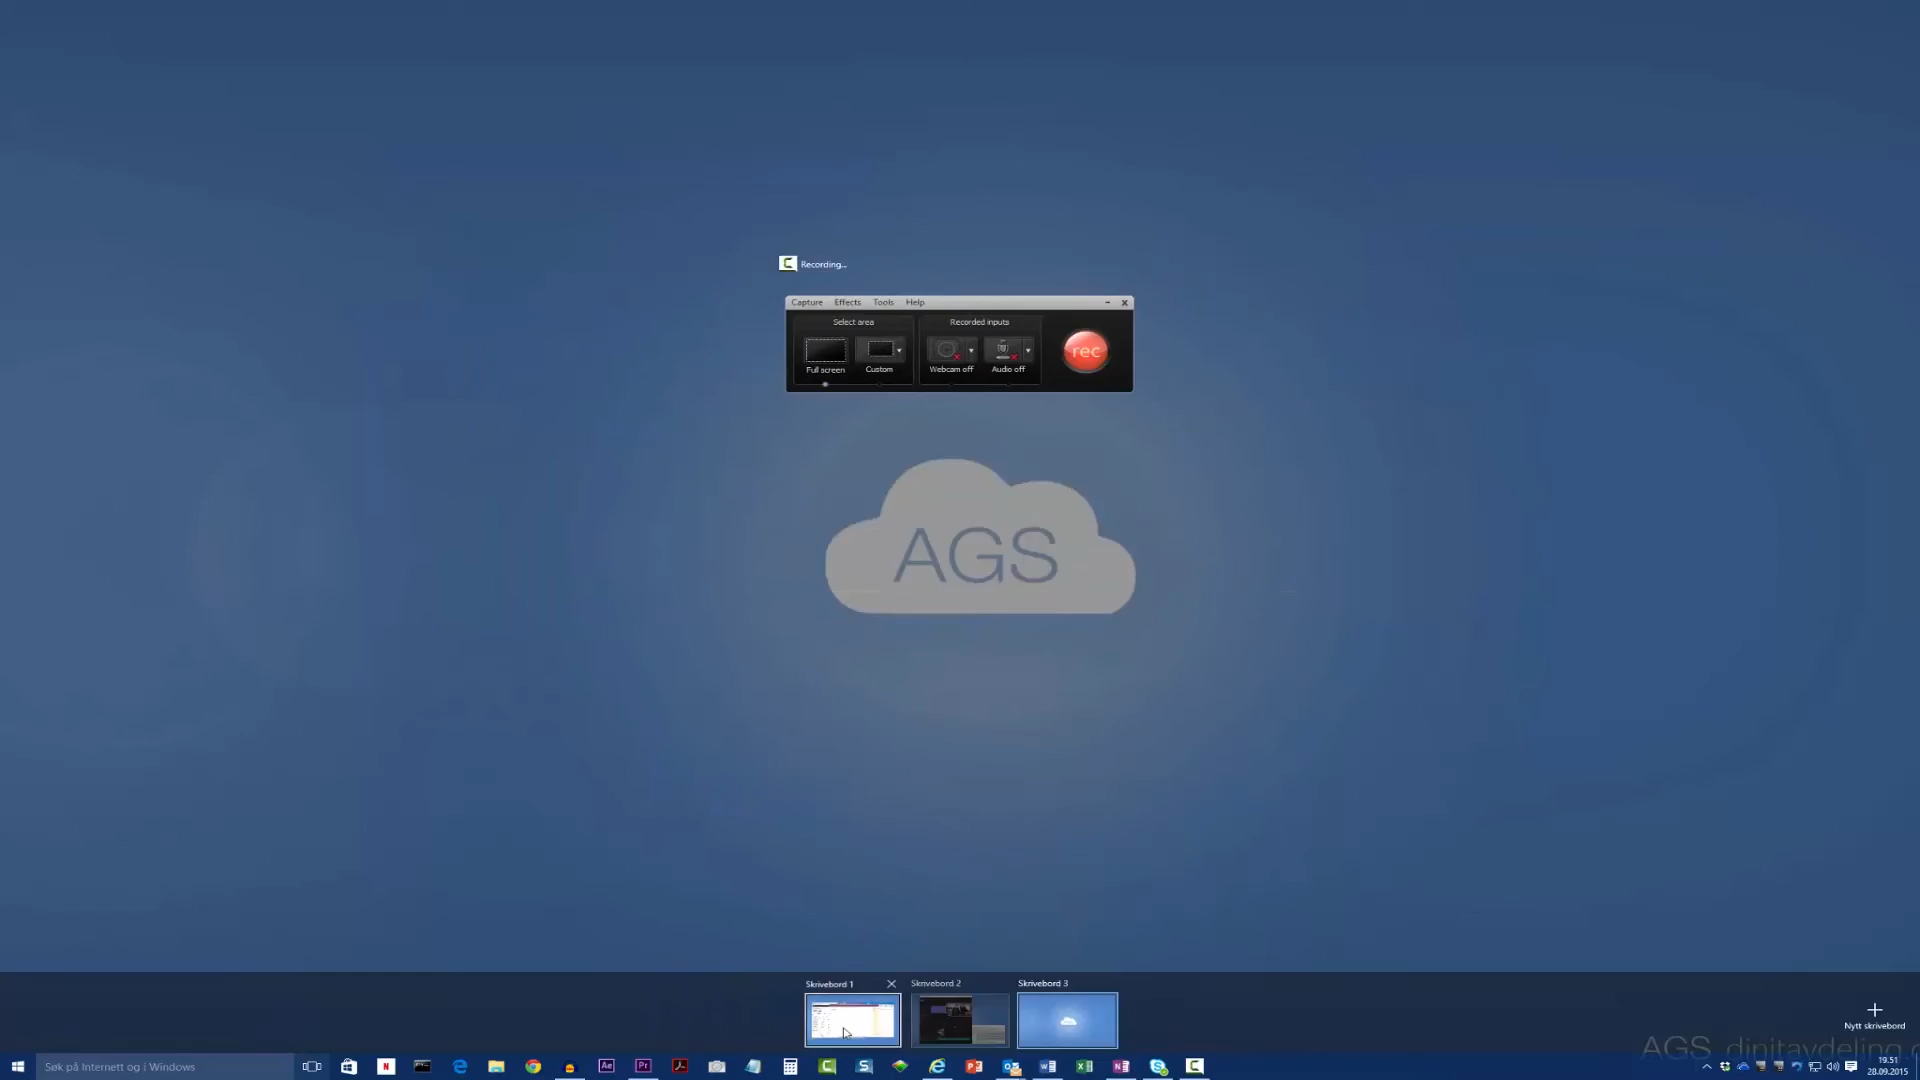 Recording...
Capture Effects Tools Help
Select area
Recorded inputs
Full screen
Custom
Webcam off
Audio off
rec
AGS
Skrivebord 1
Skrivebord 2
Skrivebord 3
Nytt skrivebord
AGS
Søk på Internett og i Windows
19.51
28.09.2015